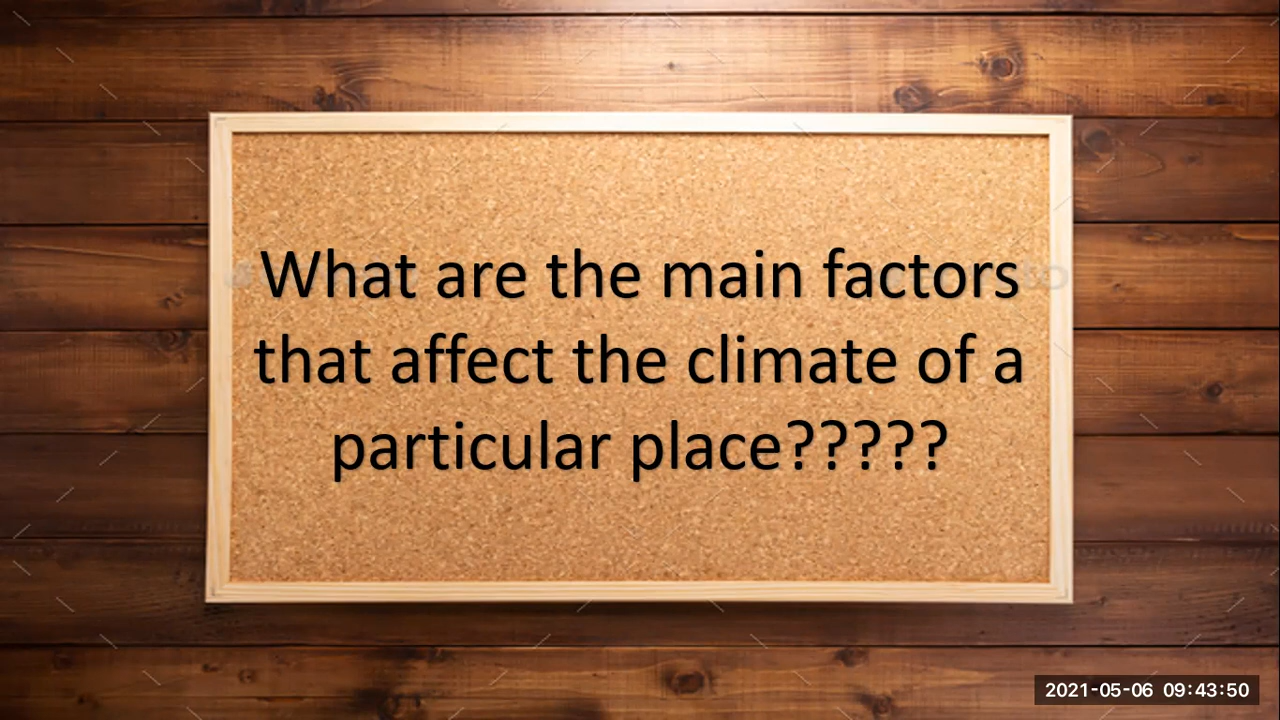 What are the main factors
that affect the climate of a
particular place?????
2021-05-06 09:43:50